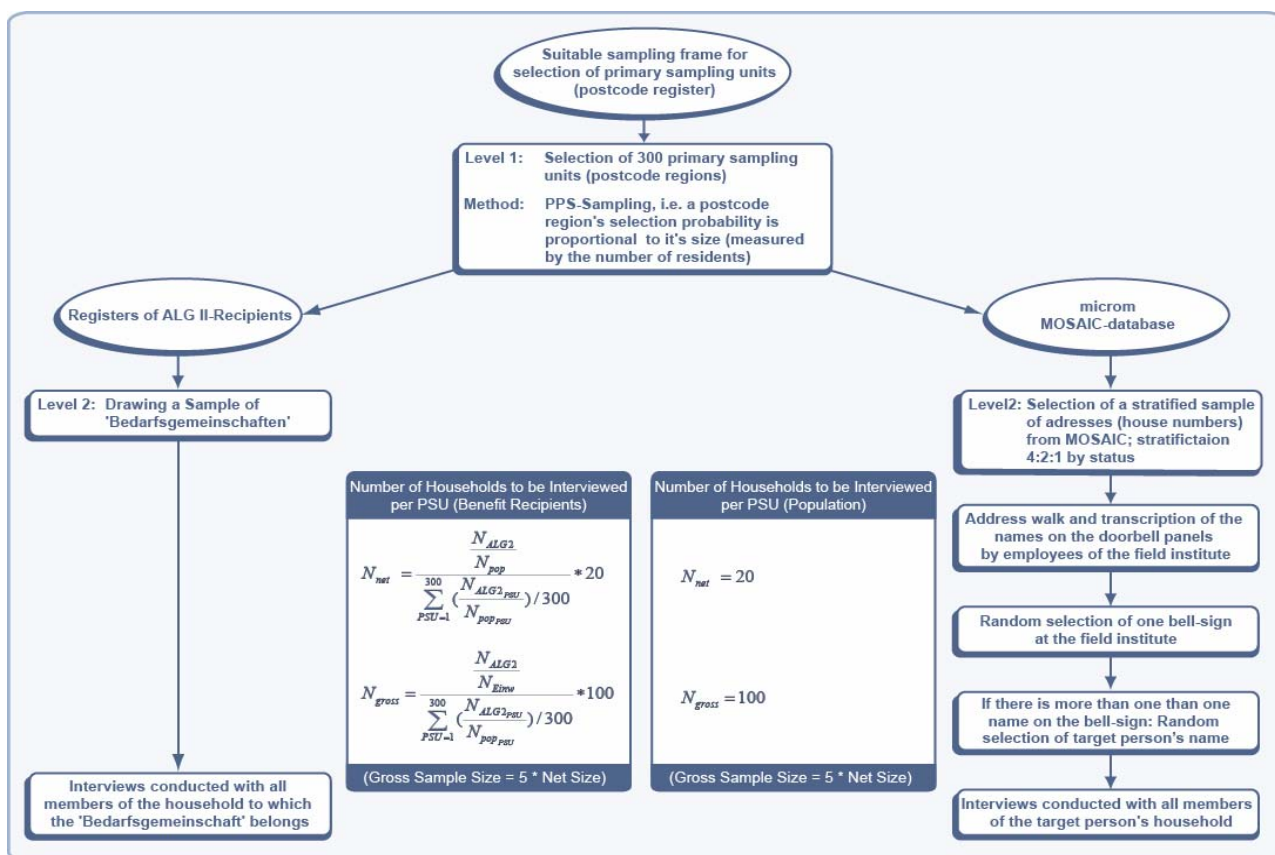 Suitable sampling frame for
selection of primary sampling units
(postcode register)
Level 1: Selection of 300 primary sampling
units (postcode regions)
Method: PPS-Sampling, i.e. a postcode
region's selection probability is
proportional to it's size (measured
by the number of residents)
Registers of ALG II-Recipients
Level 2: Drawing a Sample of
'Bedarfsgemeinschaften'
Interviews conducted with all
members of the household to which
the 'Bedarfsgemeinschaft' belongs
Number of Households to be Interviewed
per PSU (Benefit Recipients)
N_net = (N_ALG2 / N_pop) / (∑_{PSU=1}^{300} (N_ALG2_PSU / N_pop_PSU) / 300) * 20
N_gross = (N_ALG2 / N_Einw) / (∑_{PSU=1}^{300} (N_ALG2_PSU / N_pop_PSU) / 300) *100
(Gross Sample Size = 5 * Net Size)
Number of Households to be Interviewed
per PSU (Population)
N_net = 20
N_gross = 100
(Gross Sample Size = 5 * Net Size)
microm
MOSAIC-database
Level2: Selection of a stratified sample
of adresses (house numbers)
from MOSAIC; stratifictaion
4:2:1 by status
Address walk and transcription of the
names on the doorbell panels
by employees of the field institute
Random selection of one bell-sign
at the field institute
If there is more than one than one
name on the bell-sign: Random
selection of target person's name
Interviews conducted with all members
of the target person's household